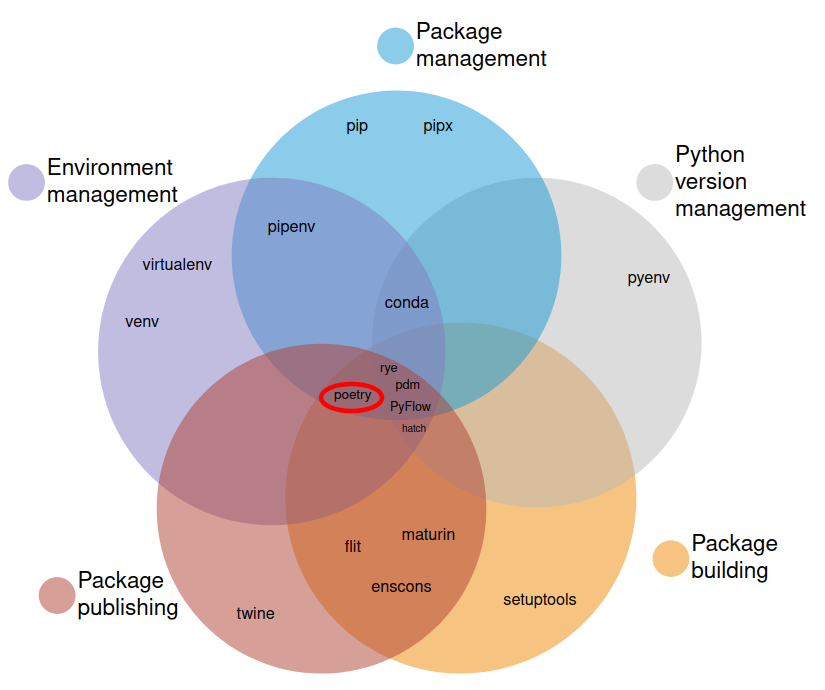 Package
management
Environment
management
Python
version
management
pip
pipx
pipenv
virtualenv
pyenv
conda
venv
rye
pdm
poetry
PyFlow
hatch
maturin
flit
Package
building
enscons
Package
publishing
setuptools
twine